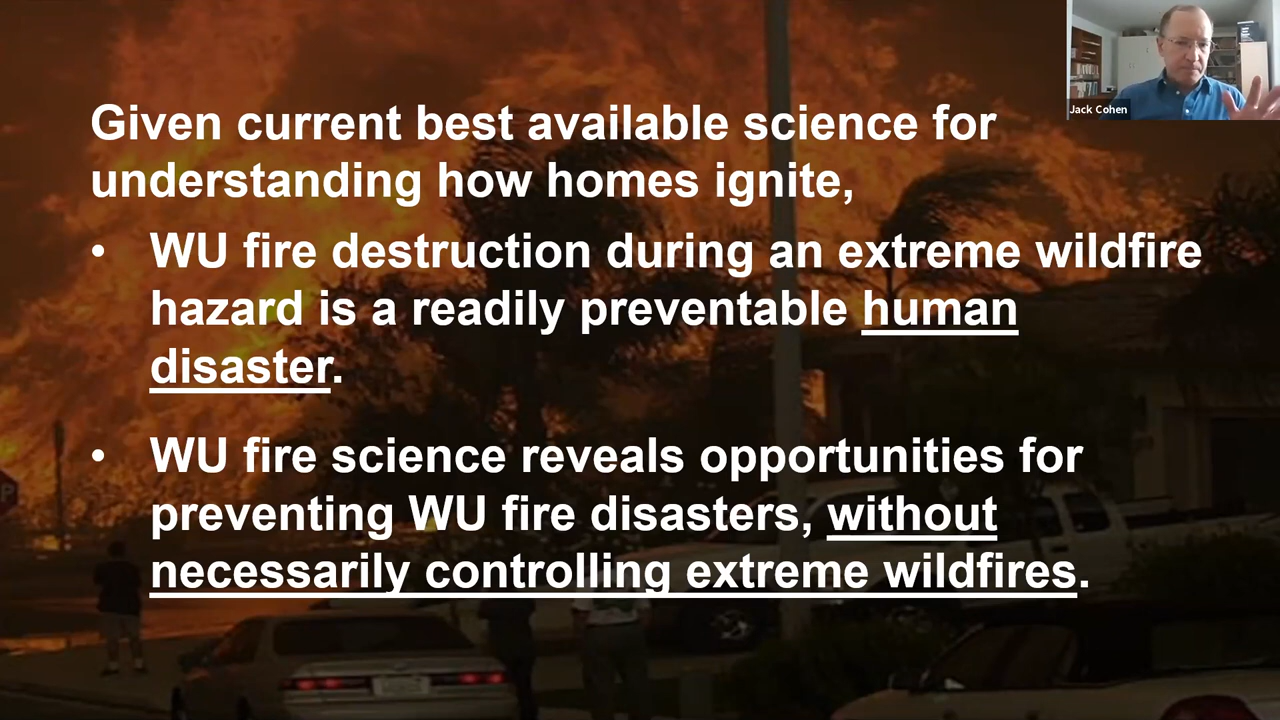 Jack Cohen
Given current best available science for
understanding how homes ignite,
• WU fire destruction during an extreme wildfire
hazard is a readily preventable human
disaster.
• WU fire science reveals opportunities for
preventing WU fire disasters, without
necessarily controlling extreme wildfires.